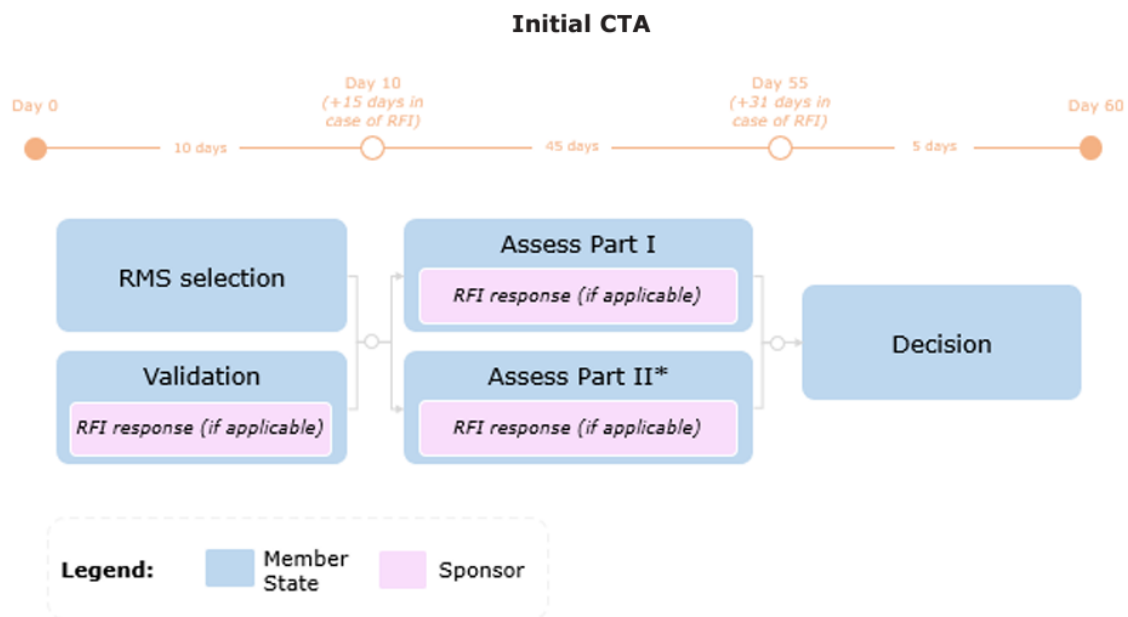 Initial CTA
Day 0
Day 10
(+15 days in
case of RFI)
Day 55
(+31 days in
case of RFI)
Day 60
10 days
45 days
5 days
RMS selection
Validation
RFI response (if applicable)
Assess Part I
RFI response (if applicable)
Assess Part II*
RFI response (if applicable)
Decision
Legend:
Member
State
Sponsor